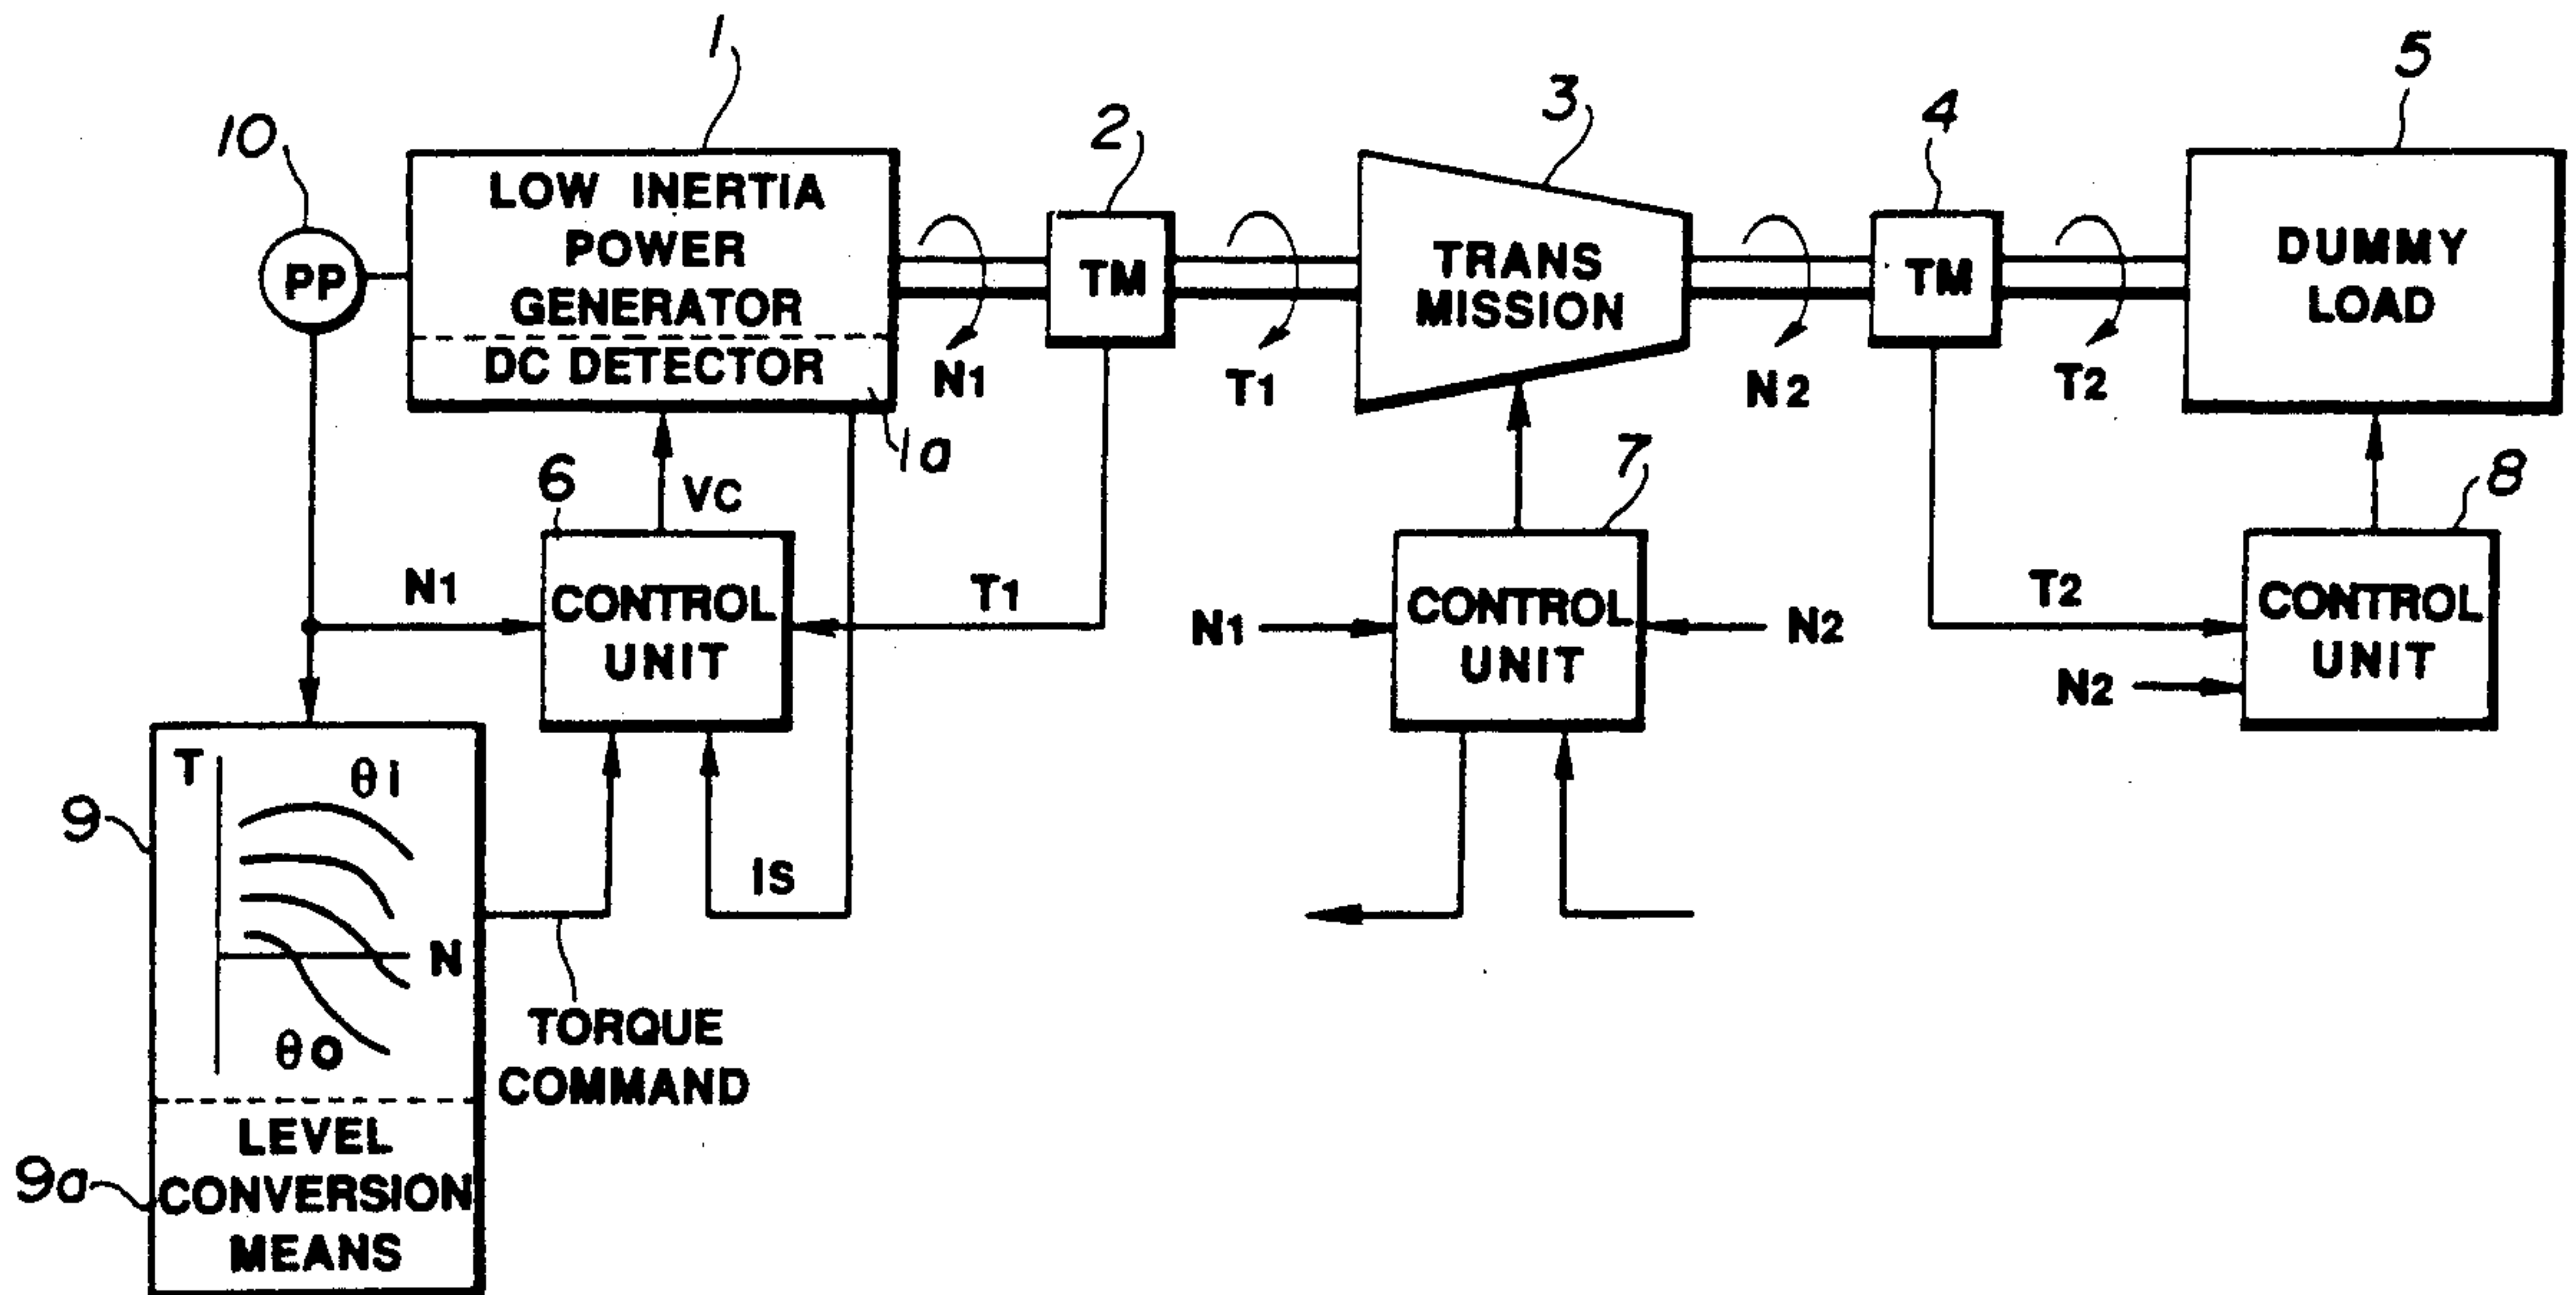 1
2
3
4
5
10
LOW INERTIA
POWER
GENERATOR
DC DETECTOR
PP
TM
TRANS
MISSION
TM
DUMMY
LOAD
N1
T1
N2
T2
1a
6
VC
7
8
N1
CONTROL
UNIT
T1
N1
CONTROL
UNIT
N2
T2
N2
CONTROL
UNIT
9
T
θi
N
θo
IS
TORQUE
COMMAND
9a
LEVEL
CONVERSION
MEANS